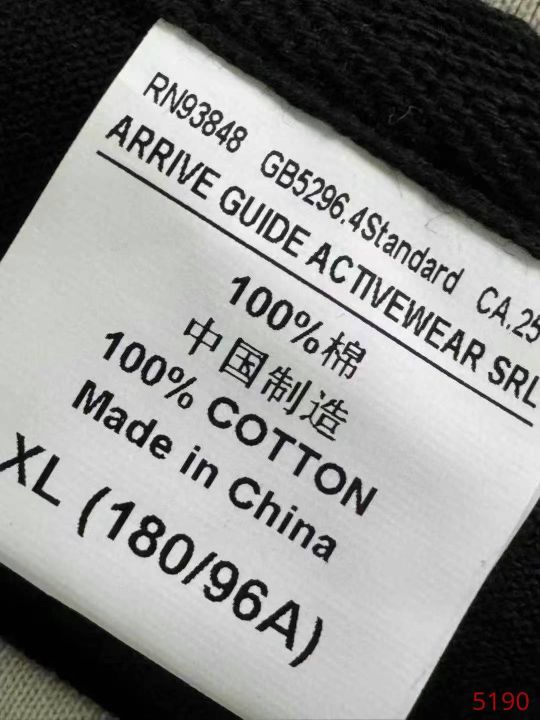 RN93848 GB5296.4Standard CA.25
ARRIVE GUIDE ACTIVEWEAR SRL
100%棉
中国制造
100% COTTON
Made in China
XL (180/96A)
5190